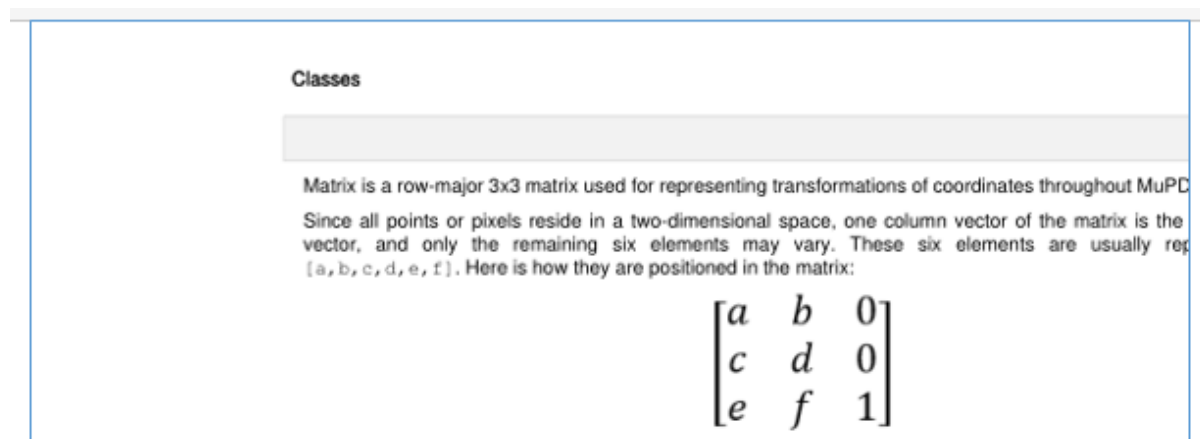 Classes
Matrix is a row-major 3x3 matrix used for representing transformations of coordinates throughout
Since all points or pixels reside in a two-dimensional space, one column vector of the matrix is the
vector, and only the remaining six elements may vary. These six elements are usually
[a,b,c,d,e,f]. Here is how they are positioned in the matrix:
a b 0
c d 0
e f 1